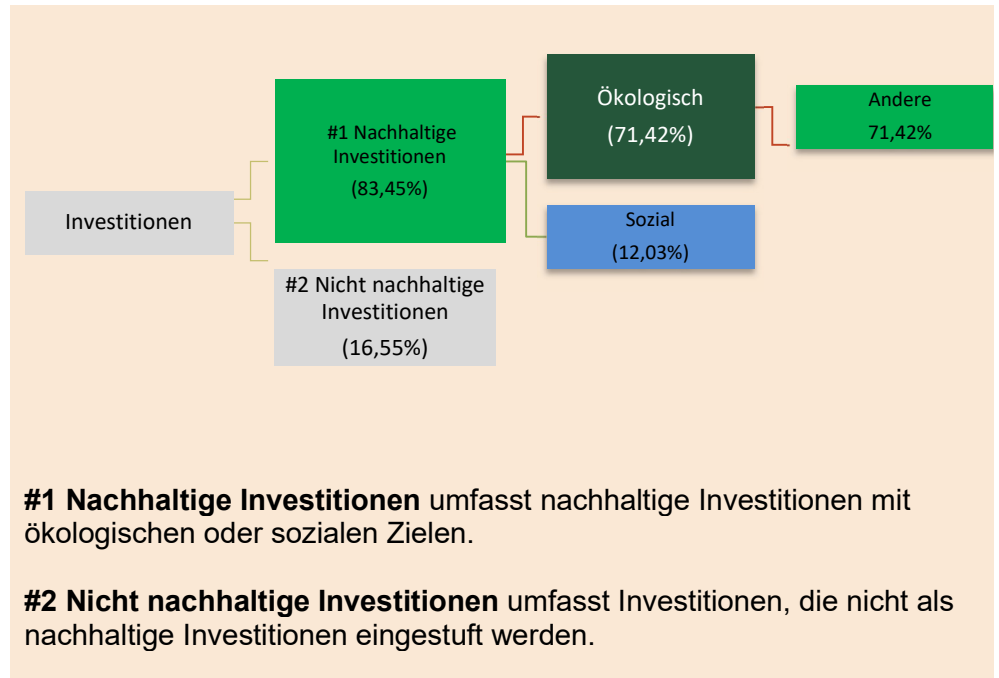 Investitionen
#1 Nachhaltige
Investitionen
(83,45%)
#2 Nicht nachhaltige
Investitionen
(16,55%)
Ökologisch
(71,42%)
Sozial
(12,03%)
Andere
71,42%
#1 Nachhaltige Investitionen umfasst nachhaltige Investitionen mit
ökologischen oder sozialen Zielen.
#2 Nicht nachhaltige Investitionen umfasst Investitionen, die nicht als
nachhaltige Investitionen eingestuft werden.